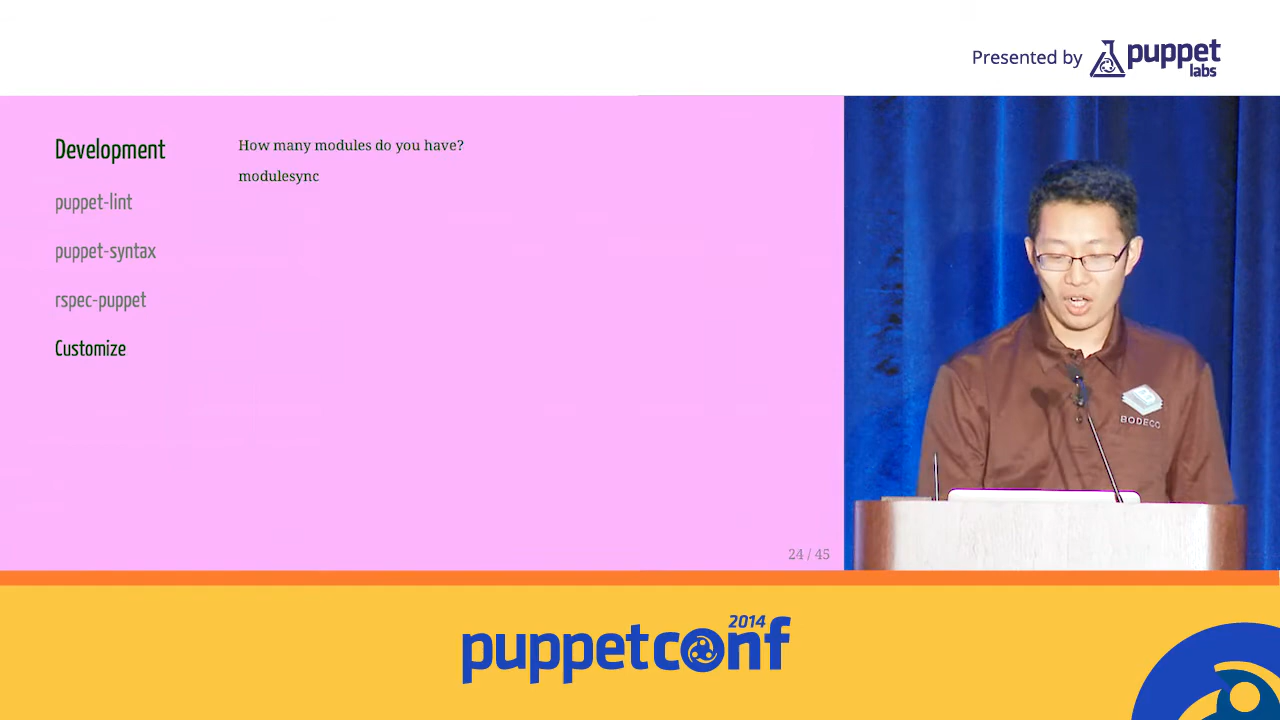 Presented by puppet labs
Development
puppet-lint
puppet-syntax
rspec-puppet
Customize
How many modules do you have?
modulesync
BODECO
24 / 45
2014
puppetconf